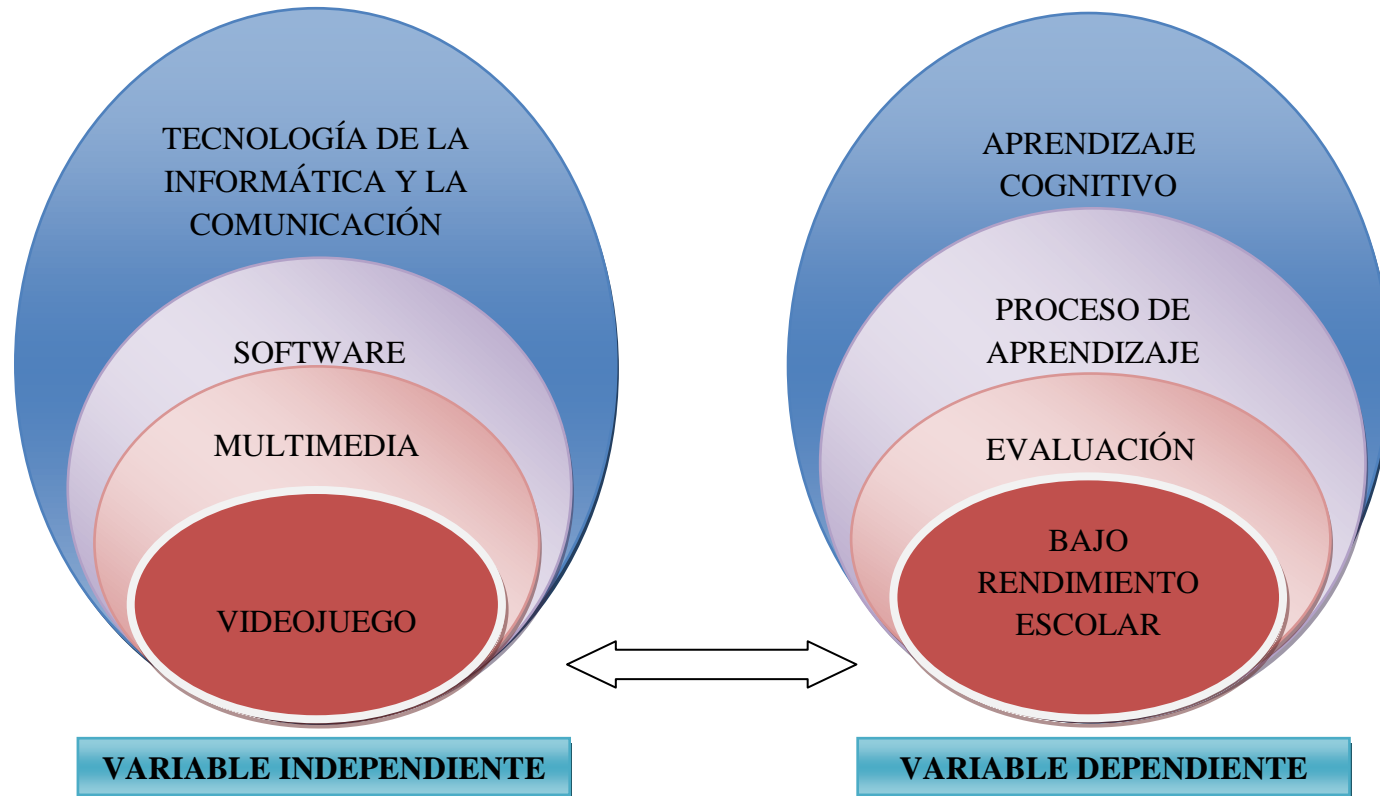 TECNOLOGÍA DE LA
INFORMÁTICA Y LA
COMUNICACIÓN
SOFTWARE
MULTIMEDIA
VIDEOJUEGO
VARIABLE INDEPENDIENTE
APRENDIZAJE
COGNITIVO
PROCESO DE
APRENDIZAJE
EVALUACIÓN
BAJO
RENDIMIENTO
ESCOLAR
VARIABLE DEPENDIENTE